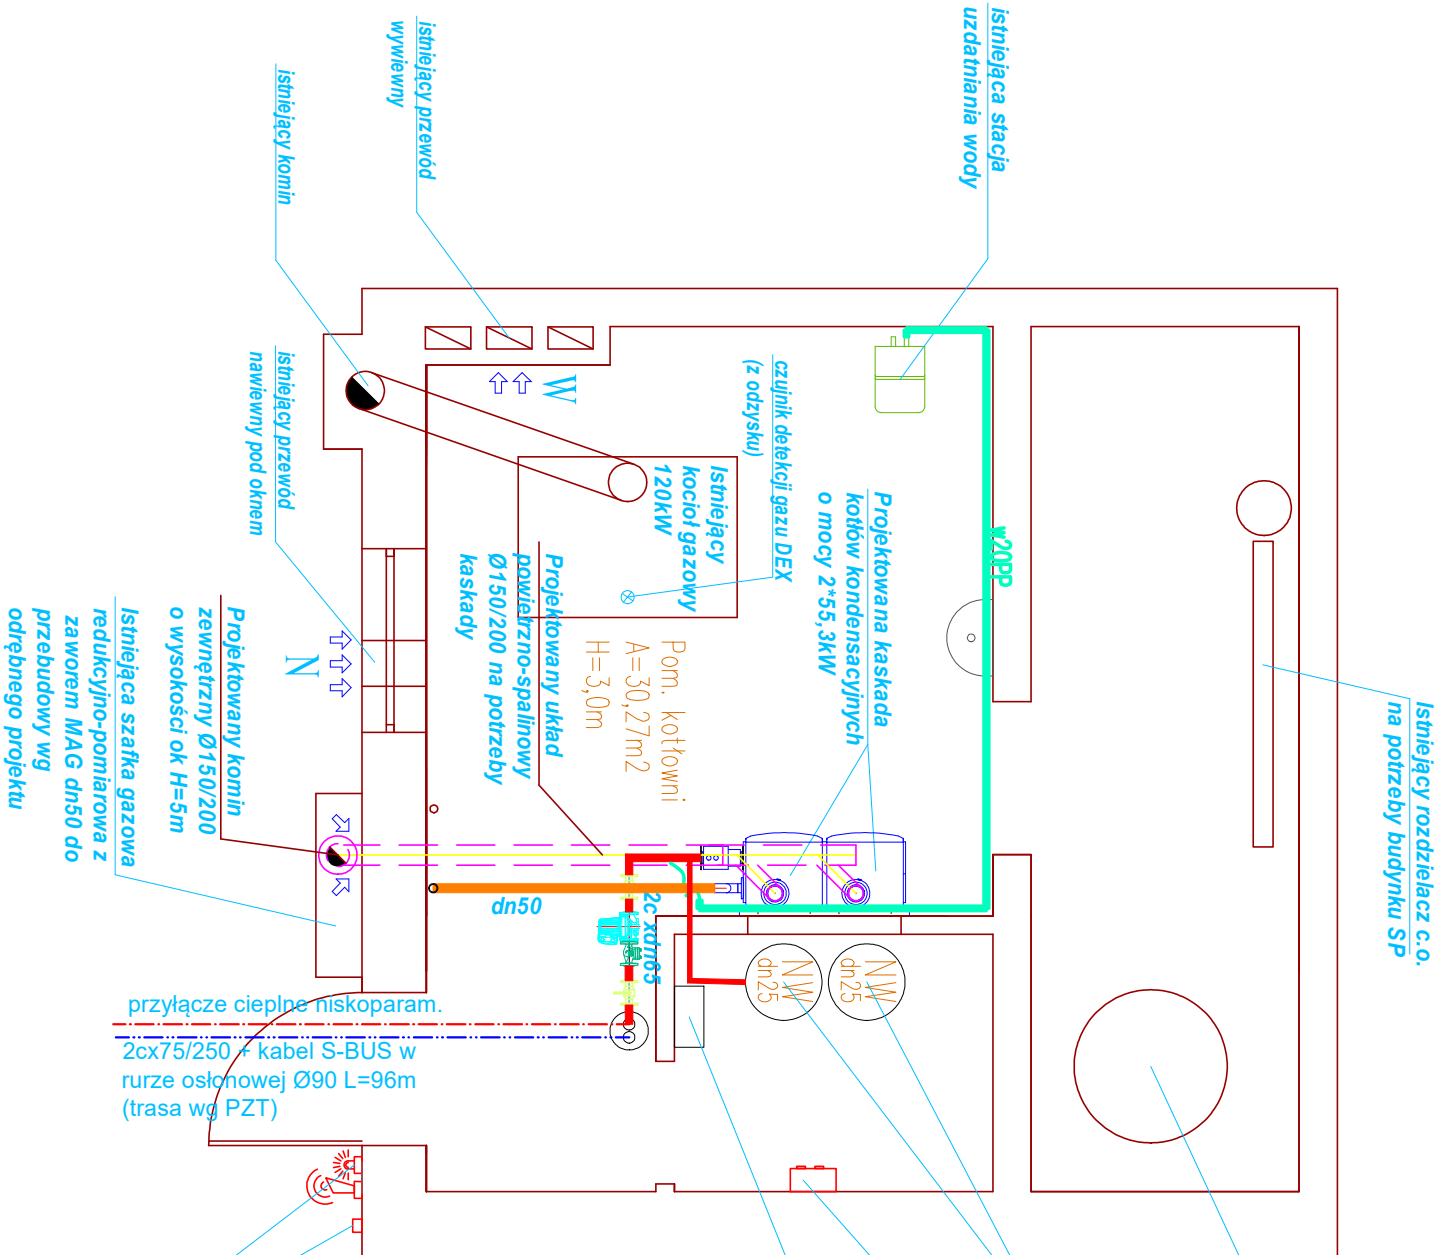 istniejąca stacja
uzdatniania wody
istniejący przewód
wywiewny
istniejący komin
istniejący przewód
nawiewny pod oknem
czujnik detekcji gazu DEX
(z odzysku)
W
Istniejący
kocioł gazowy
120kW
Projektowana kaskada
kotłów kondensacyjnych
o mocy 2*55,3kW
w20PP
Projektowany układ
powietrzno-spalinowy
Ø150/200 na potrzeby
kaskady
Pom. kotłowni
A=30,27m2
H=3,0m
N
Projektowany komin
zewnętrzny Ø150/200
o wysokości ok H=5m
Istniejąca szafka gazowa
redukcyjno-pomiarowa z
zaworem MAG dn50 do
przebudowy wg
odrębnego projektu
Istniejący rozdzielacz c.o.
na potrzeby budynku SP
dn50
2c xdn65
NW
dn25
NW
dn25
przyłącze cieplne niskoparam.
2cx75/250 + kabel S-BUS w
rurze osłonowej Ø90 L=96m
(trasa wg PZT)